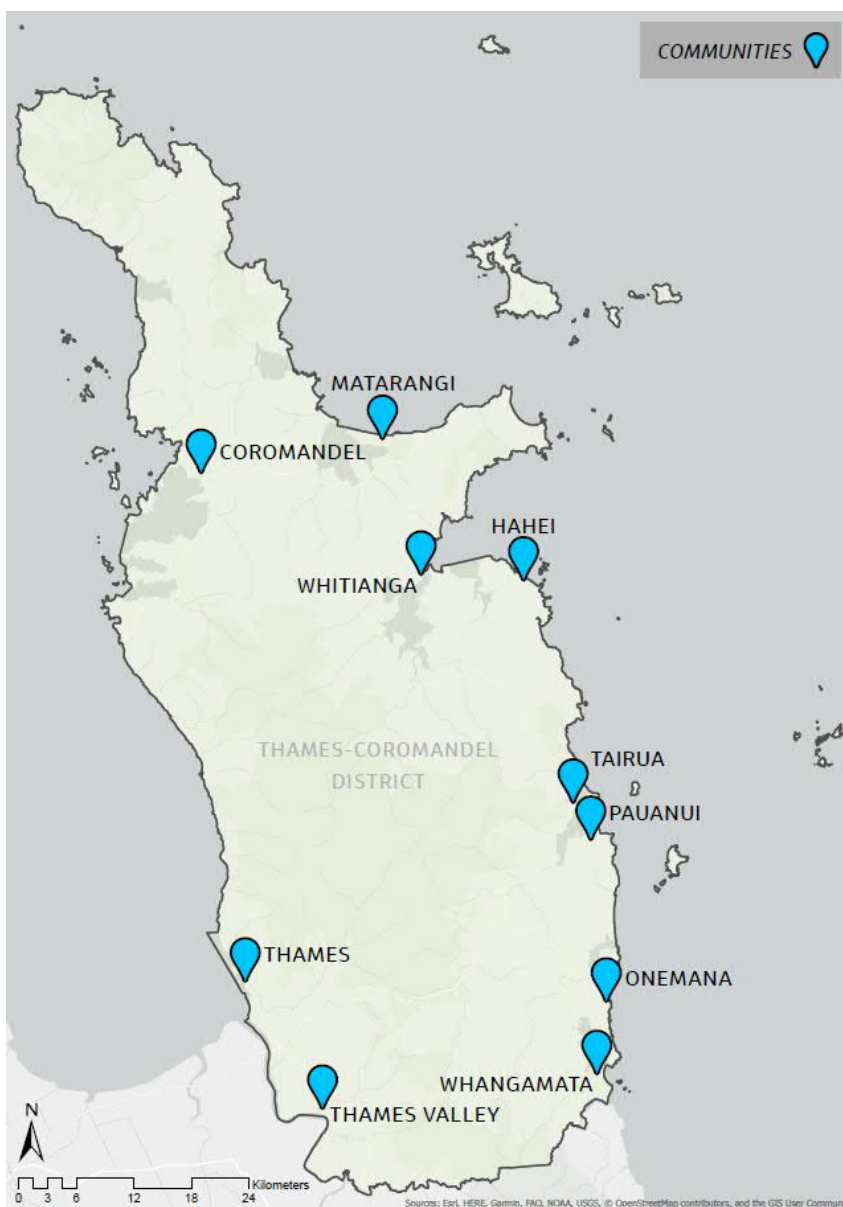 COMMUNITIES
MATARANGI
COROMANDEL
HAHEI
WHITIANGA
THAMES-COROMANDEL
DISTRICT
TAIRUA
PAUANUI
THAMES
ONEMANA
WHANGAMATA
THAMES VALLEY
N
Kilometers
0 3 6 12 18 24
Sources: Esri, HERE, Garmin, FAO, NOAA, USGS, © OpenStreetMap contributors, and the GIS User Commun